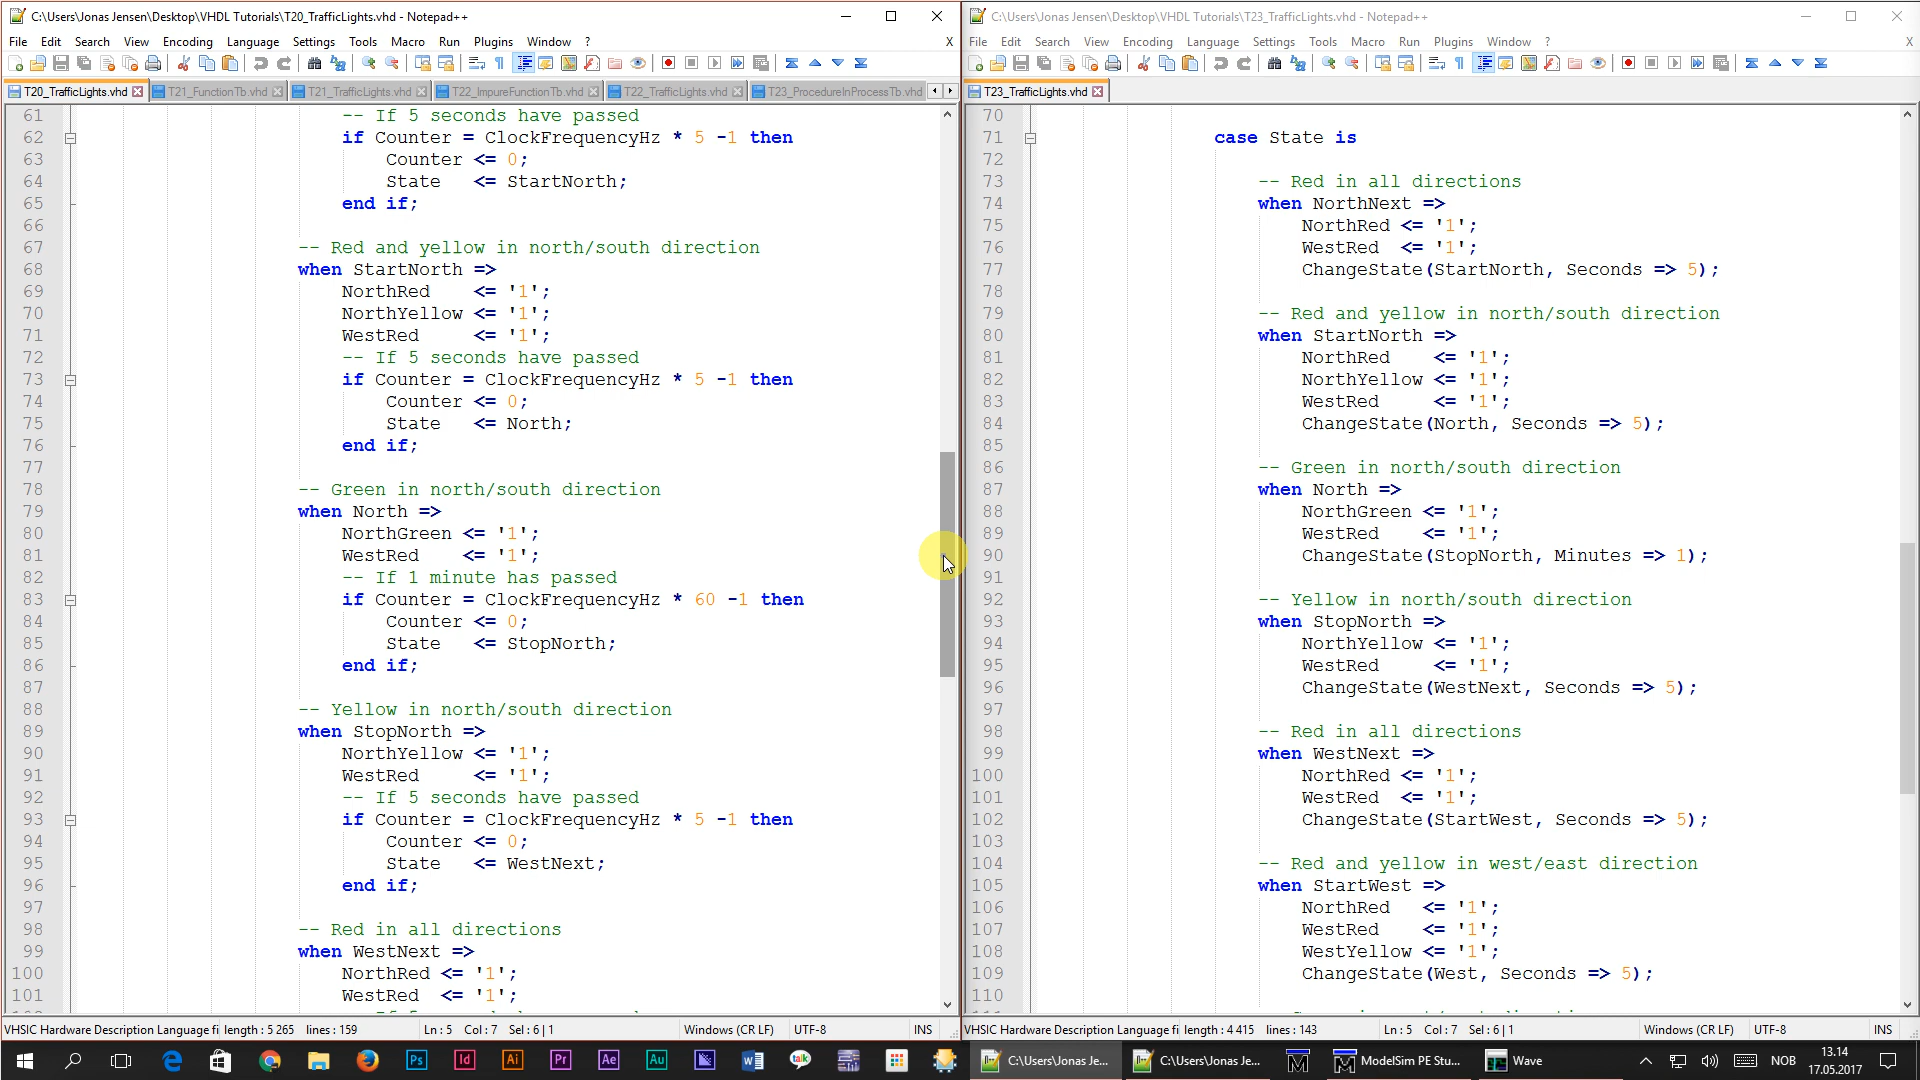 C:\Users\Jonas Jensen\Desktop\VHDL Tutorials\T20_TrafficLights.vhd - Notepad++
File Edit Search View Encoding Language Settings Tools Macro Run Plugins Window ? X
T20_TrafficLights.vhd T21_FunctionTb.vhd T21_TrafficLights.vhd T22_ImpureFunctionTb.vhd T22_TrafficLights.vhd T23_ProcedureInProcessTb.vhd
61 -- If 5 seconds have passed
62 if Counter = ClockFrequencyHz * 5 -1 then
63 Counter <= 0;
64 State <= StartNorth;
65 end if;
66
67 -- Red and yellow in north/south direction
68 when StartNorth =>
69 NorthRed <= '1';
70 NorthYellow <= '1';
71 WestRed <= '1';
72 -- If 5 seconds have passed
73 if Counter = ClockFrequencyHz * 5 -1 then
74 Counter <= 0;
75 State <= North;
76 end if;
77
78 -- Green in north/south direction
79 when North =>
80 NorthGreen <= '1';
81 WestRed <= '1';
82 -- If 1 minute has passed
83 if Counter = ClockFrequencyHz * 60 -1 then
84 Counter <= 0;
85 State <= StopNorth;
86 end if;
87
88 -- Yellow in north/south direction
89 when StopNorth =>
90 NorthYellow <= '1';
91 WestRed <= '1';
92 -- If 5 seconds have passed
93 if Counter = ClockFrequencyHz * 5 -1 then
94 Counter <= 0;
95 State <= WestNext;
96 end if;
97
98 -- Red in all directions
99 when WestNext =>
100 NorthRed <= '1';
101 WestRed <= '1';
VHSIC Hardware Description Language fi length : 5 265 lines : 159 Ln : 5 Col : 7 Sel : 6 | 1 Windows (CR LF) UTF-8 INS
C:\Users\Jonas Jensen\Desktop\VHDL Tutorials\T23_TrafficLights.vhd - Notepad++
File Edit Search View Encoding Language Settings Tools Macro Run Plugins Window ? X
T23_TrafficLights.vhd
70
71 case State is
72
73 -- Red in all directions
74 when NorthNext =>
75 NorthRed <= '1';
76 WestRed <= '1';
77 ChangeState(StartNorth, Seconds => 5);
78
79 -- Red and yellow in north/south direction
80 when StartNorth =>
81 NorthRed <= '1';
82 NorthYellow <= '1';
83 WestRed <= '1';
84 ChangeState(North, Seconds => 5);
85
86 -- Green in north/south direction
87 when North =>
88 NorthGreen <= '1';
89 WestRed <= '1';
90 ChangeState(StopNorth, Minutes => 1);
91
92 -- Yellow in north/south direction
93 when StopNorth =>
94 NorthYellow <= '1';
95 WestRed <= '1';
96 ChangeState(WestNext, Seconds => 5);
97
98 -- Red in all directions
99 when WestNext =>
100 NorthRed <= '1';
101 WestRed <= '1';
102 ChangeState(StartWest, Seconds => 5);
103
104 -- Red and yellow in west/east direction
105 when StartWest =>
106 NorthRed <= '1';
107 WestRed <= '1';
108 WestYellow <= '1';
109 ChangeState(West, Seconds => 5);
110
VHSIC Hardware Description Language fi length : 4 415 lines : 143 Ln : 5 Col : 7 Sel : 6 | 1 Windows (CR LF) UTF-8 INS
Ps Id Ai Pr Ae Au talk C:\Users\Jonas Je... C:\Users\Jonas Je... ModelSim PE Stu... Wave NOB 13.14
17.05.2017